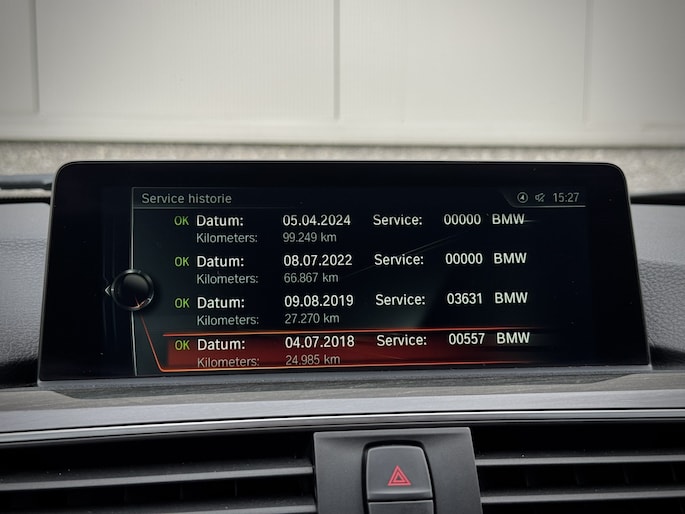 Service historie 15:27
OK Datum: 05.04.2024 Service: 00000 BMW
Kilometers: 99.249 km
OK Datum: 08.07.2022 Service: 00000 BMW
Kilometers: 66.867 km
OK Datum: 09.08.2019 Service: 03631 BMW
Kilometers: 27.270 km
OK Datum: 04.07.2018 Service: 00557 BMW
Kilometers: 24.985 km